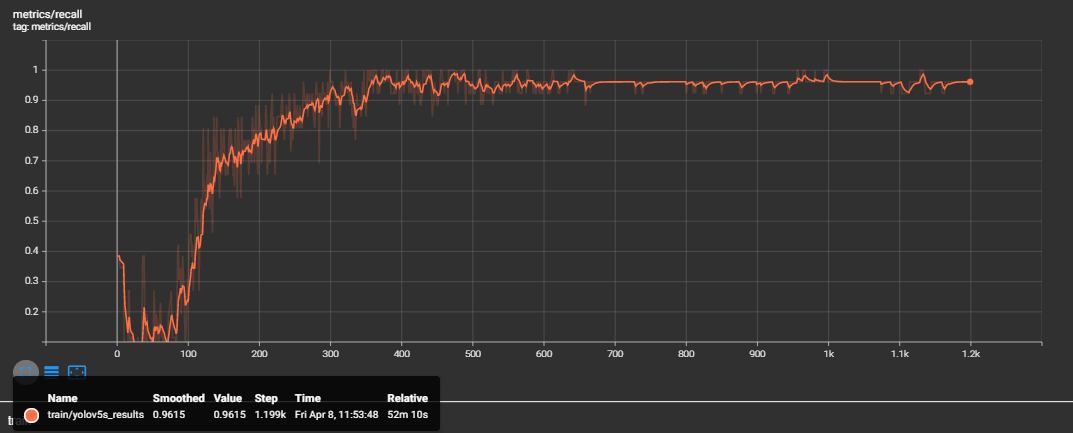 metrics/recall
tag: metrics/recall
1
0.9
0.8
0.7
0.6
0.5
0.4
0.3
0.2
0 100 200 300 400 500 600 700 800 900 1k 1.1k 1.2k
Name Smoothed Value Step Time Relative
train/yolov5s_results 0.9615 0.9615 1.199k Fri Apr 8, 11:53:48 52m 10s